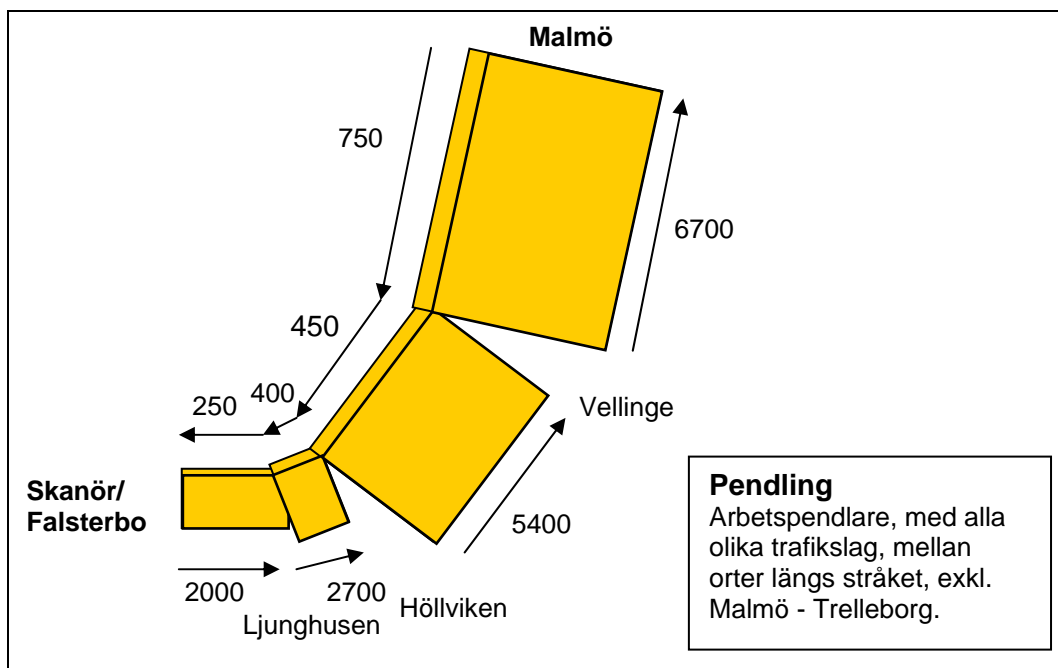 Malmö
750
6700
450
400
250
Vellinge
Skanör/
Falsterbo
5400
2000
2700
Höllviken
Ljunghusen
Pendling
Arbetspendlare, med alla
olika trafikslag, mellan
orter längs stråket, exkl.
Malmö - Trelleborg.